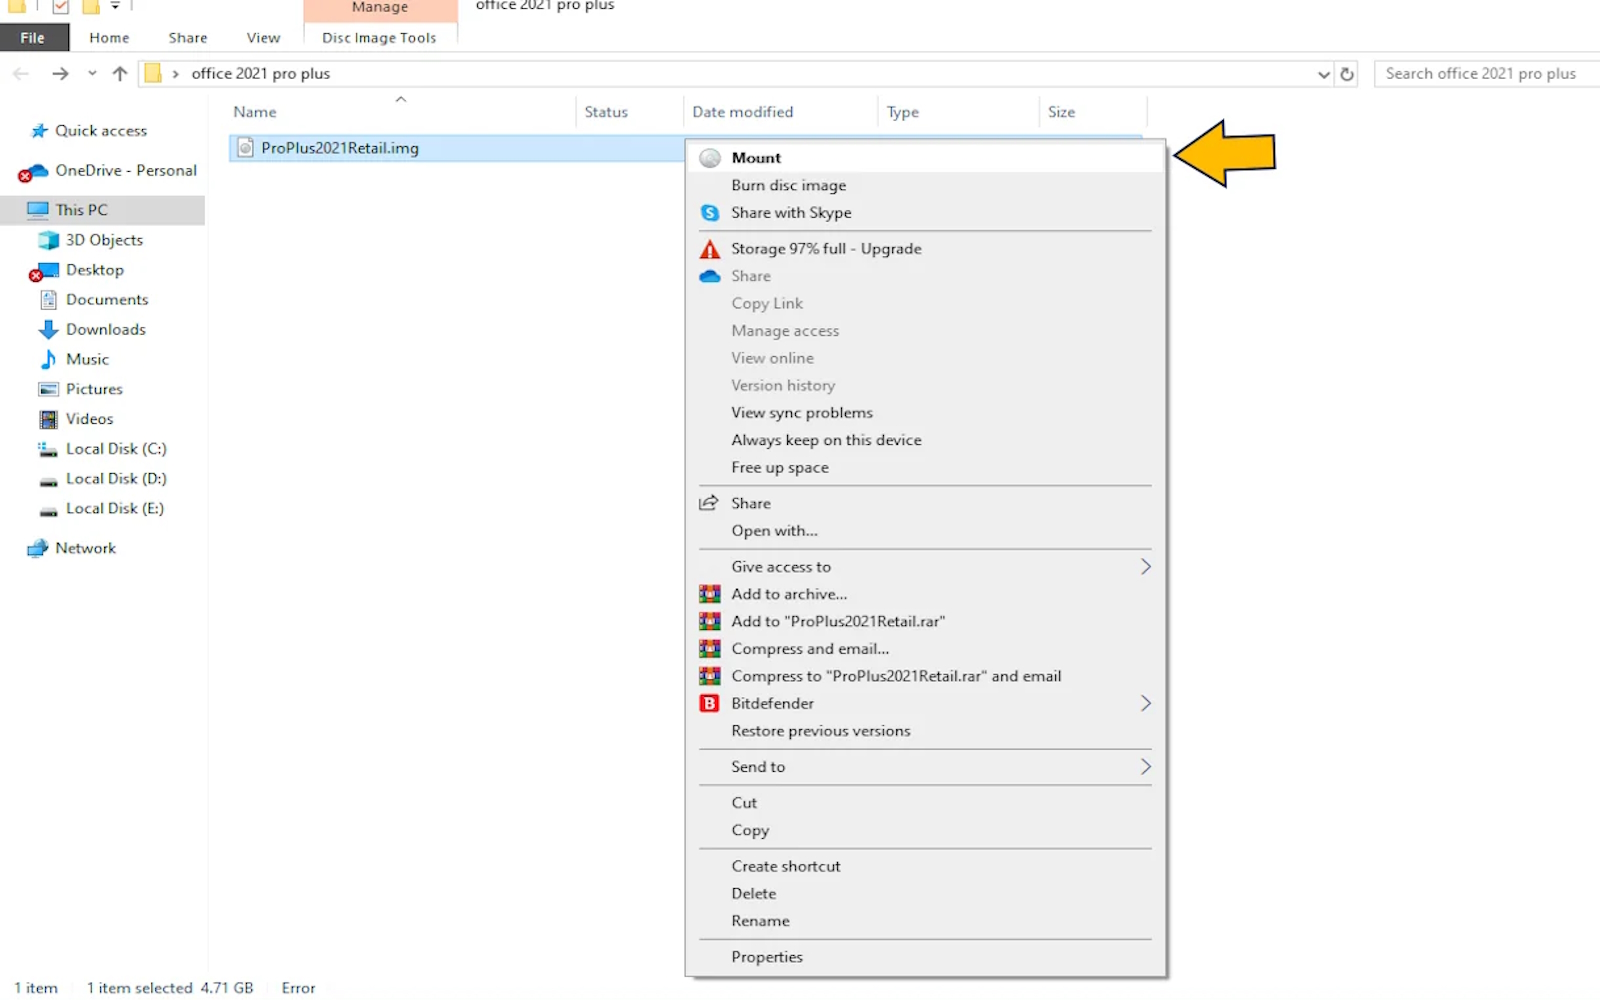 Manage
office 2021 pro plus
File
Home
Share
View
Disc Image Tools
office 2021 pro plus
Search office 2021 pro plus
Name
Status
Date modified
Type
Size
ProPlus2021Retail.img
Quick access
OneDrive - Personal
This PC
3D Objects
Desktop
Documents
Downloads
Music
Pictures
Videos
Local Disk (C:)
Local Disk (D:)
Local Disk (E:)
Network
Mount
Burn disc image
Share with Skype
Storage 97% full - Upgrade
Share
Copy Link
Manage access
View online
Version history
View sync problems
Always keep on this device
Free up space
Share
Open with...
Give access to
Add to archive...
Add to "ProPlus2021Retail.rar"
Compress and email...
Compress to "ProPlus2021Retail.rar" and email
B Bitdefender
Restore previous versions
Send to
Cut
Copy
Create shortcut
Delete
Rename
Properties
1 item
1 item selected 4.71 GB
Error